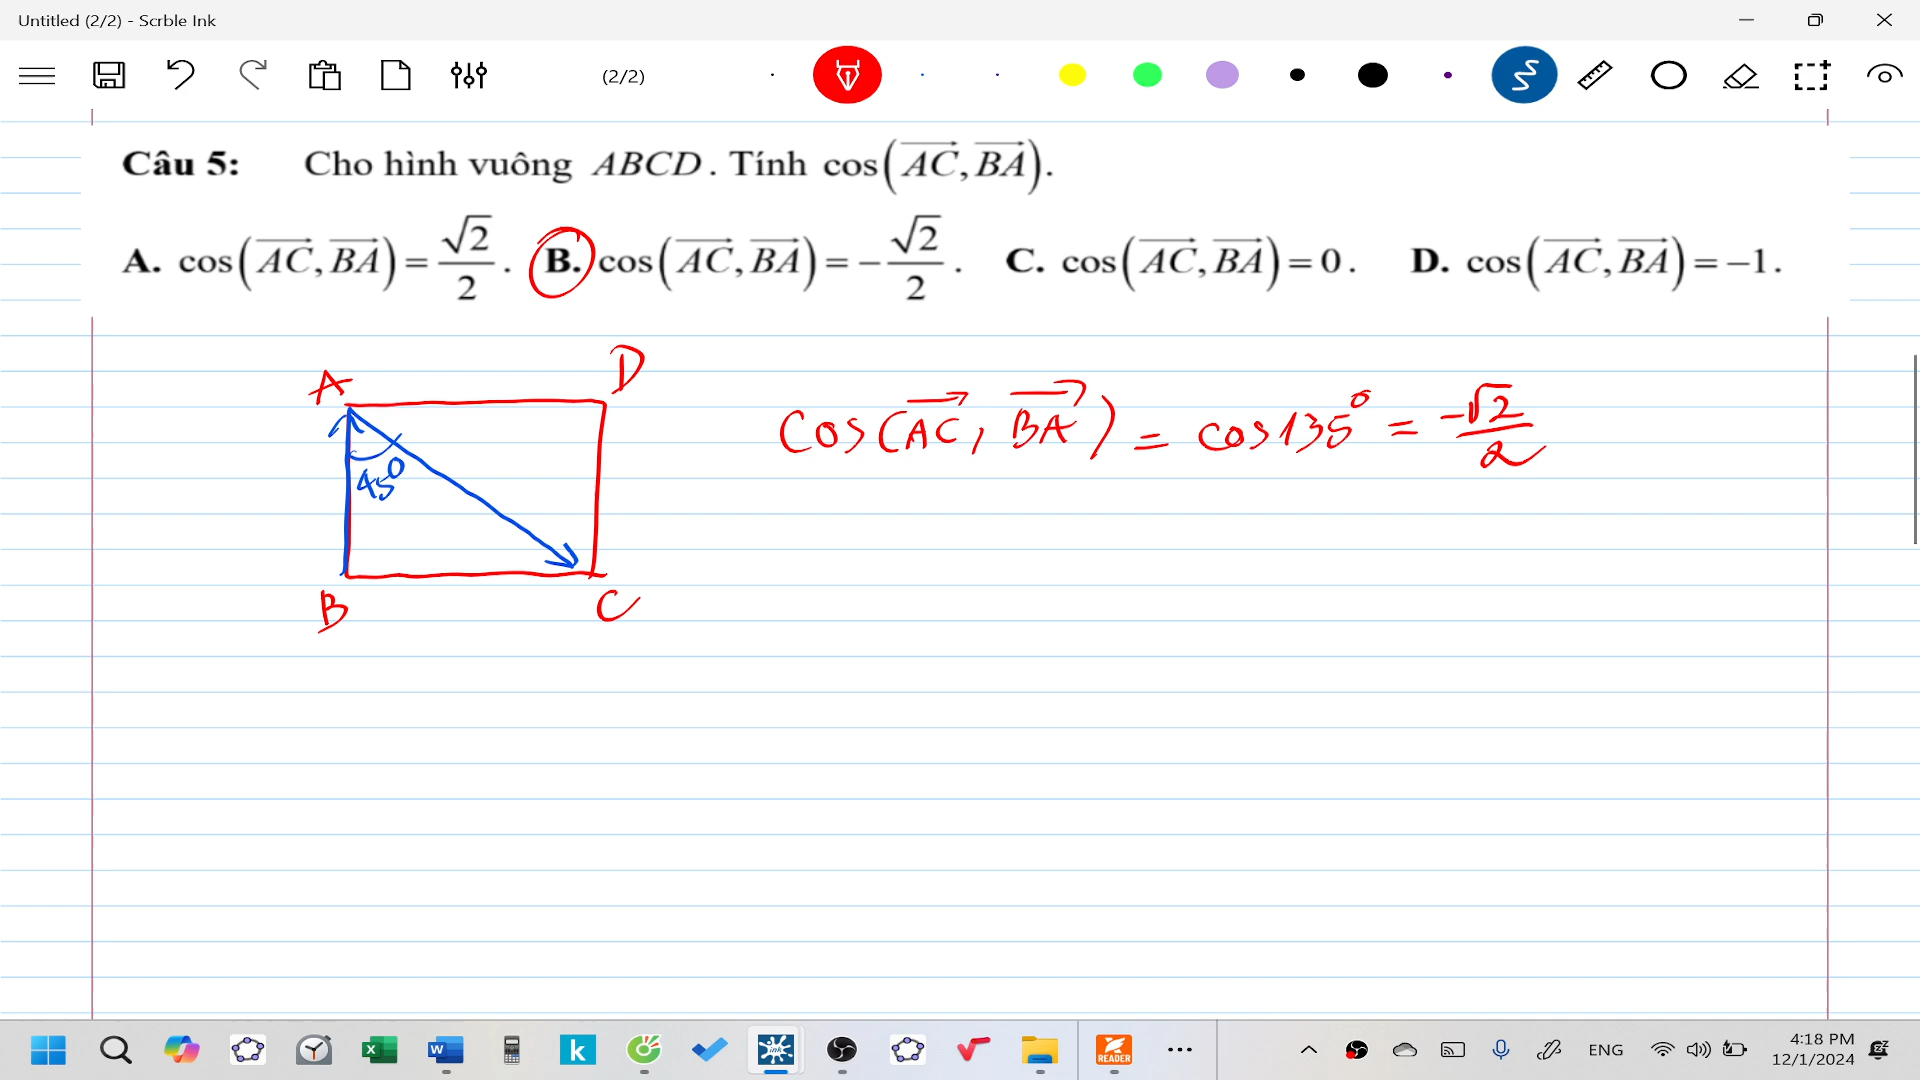 Untitled (2/2) - Scrble Ink
(2/2)
Câu 5: Cho hình vuông ABCD. Tính cos(AC, BA).
A. cos(AC, BA) = √2/2. B. cos(AC, BA) = -√2/2. C. cos(AC, BA) = 0. D. cos(AC, BA) = -1.
A D
Cos(AC, BA) = cos135° = -√2/2
45°
B C
ENG
4:18 PM
12/1/2024
READER
ink